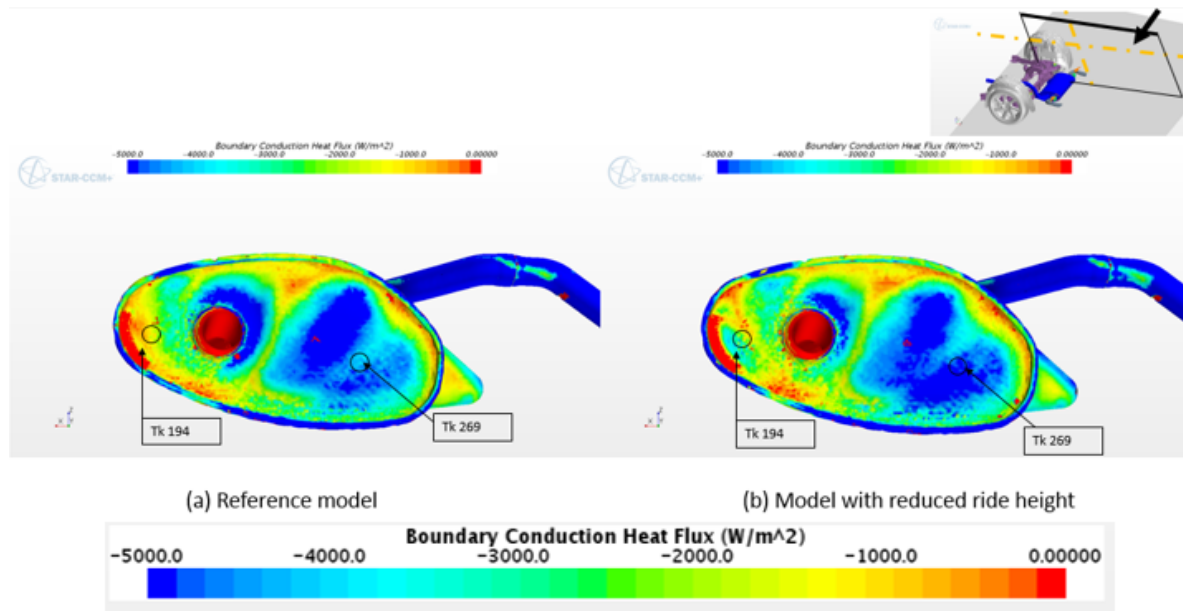 Boundary Conduction Heat Flux (W/m^2)
-5000.0 -4000.0 -3000.0 -2000.0 -1000.0 0.00000
STAR-CCM+
Tk 194
Tk 269
Boundary Conduction Heat Flux (W/m^2)
-5000.0 -4000.0 -3000.0 -2000.0 -1000.0 0.00000
STAR-CCM+
Tk 194
Tk 269
(a) Reference model
(b) Model with reduced ride height
Boundary Conduction Heat Flux (W/m^2)
-5000.0 -4000.0 -3000.0 -2000.0 -1000.0 0.00000